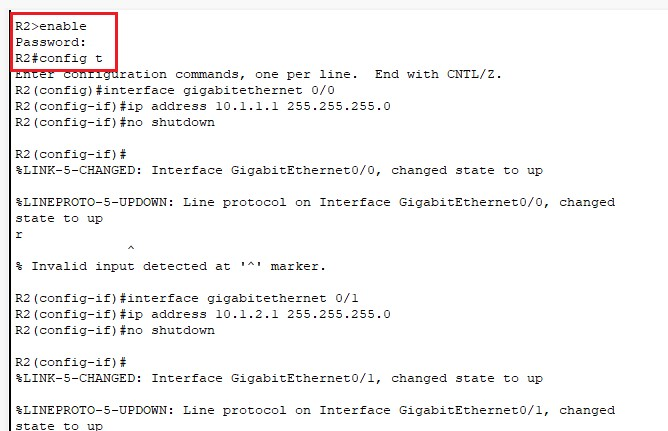 R2>enable
Password:
R2#config t
Enter configuration commands, one per line.  End with CNTL/Z.
R2(config)#interface gigabitethernet 0/0
R2(config-if)#ip address 10.1.1.1 255.255.255.0
R2(config-if)#no shutdown
R2(config-if)#
%LINK-5-CHANGED: Interface GigabitEthernet0/0, changed state to up
%LINEPROTO-5-UPDOWN: Line protocol on Interface GigabitEthernet0/0, changed
state to up
r
^
% Invalid input detected at '^' marker.
R2(config-if)#interface gigabitethernet 0/1
R2(config-if)#ip address 10.1.2.1 255.255.255.0
R2(config-if)#no shutdown
R2(config-if)#
%LINK-5-CHANGED: Interface GigabitEthernet0/1, changed state to up
%LINEPROTO-5-UPDOWN: Line protocol on Interface GigabitEthernet0/1, changed
state to up